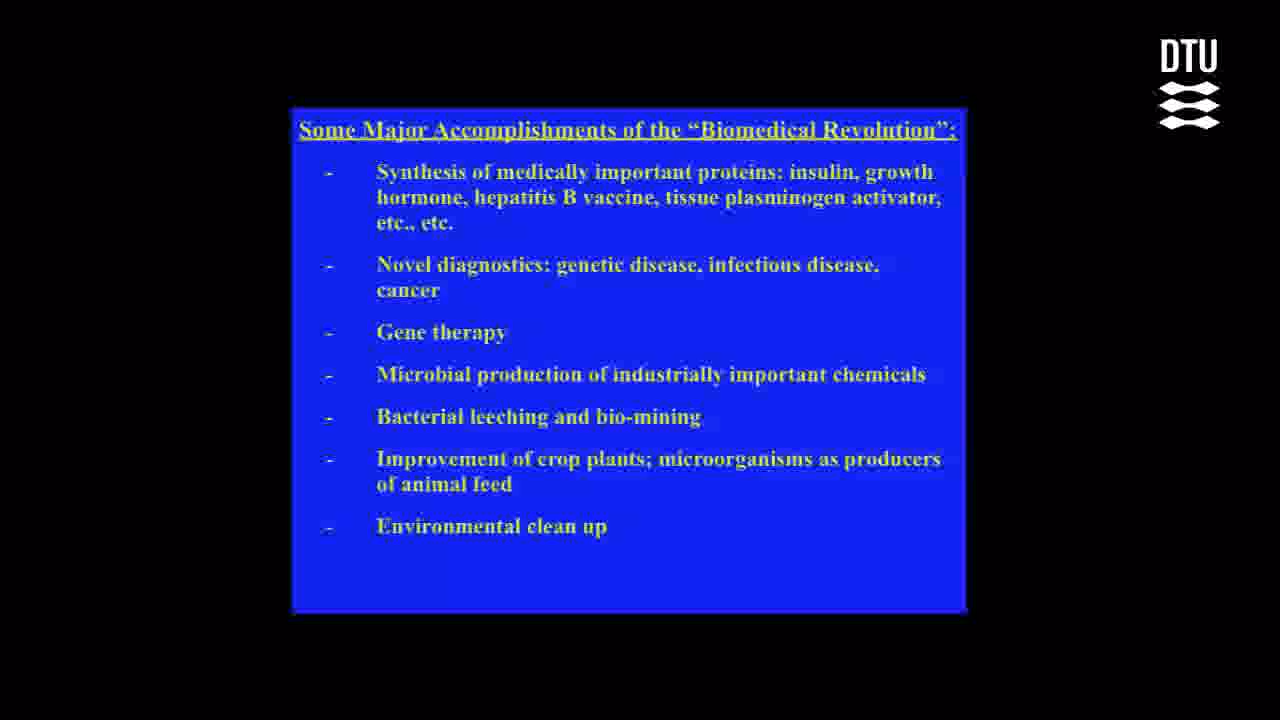 DTU
Some Major Accomplishments of the “Biomedical Revolution”:
- Synthesis of medically important proteins: insulin, growth
hormone, hepatitis B vaccine, tissue plasminogen activator,
etc., etc.
- Novel diagnostics: genetic disease, infectious disease,
cancer
- Gene therapy
- Microbial production of industrially important chemicals
- Bacterial leeching and bio-mining
- Improvement of crop plants; microorganisms as producers
of animal feed
- Environmental clean up